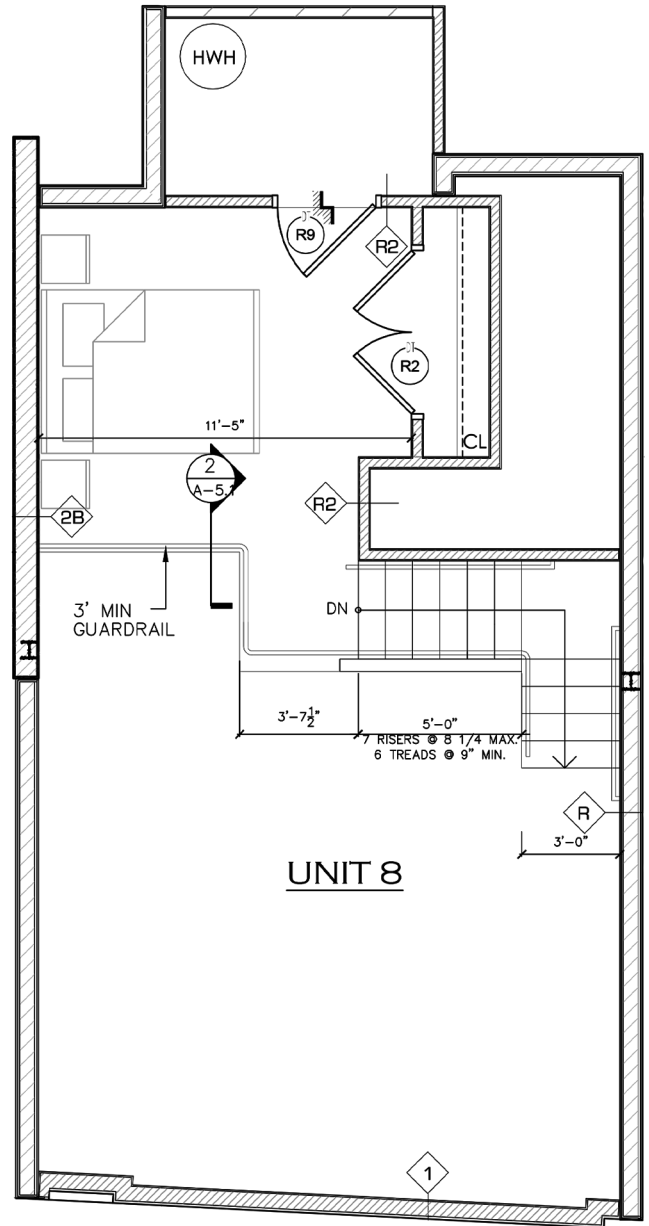 HWH
R9
R2
R2
11'-5"
CL
2
A-5.1
R2
2B
3' MIN
GUARDRAIL
DN
3'-7½"
5'-0"
7 RISERS @ 8 1/4 MAX.
6 TREADS @ 9" MIN.
R
3'-0"
UNIT 8
1